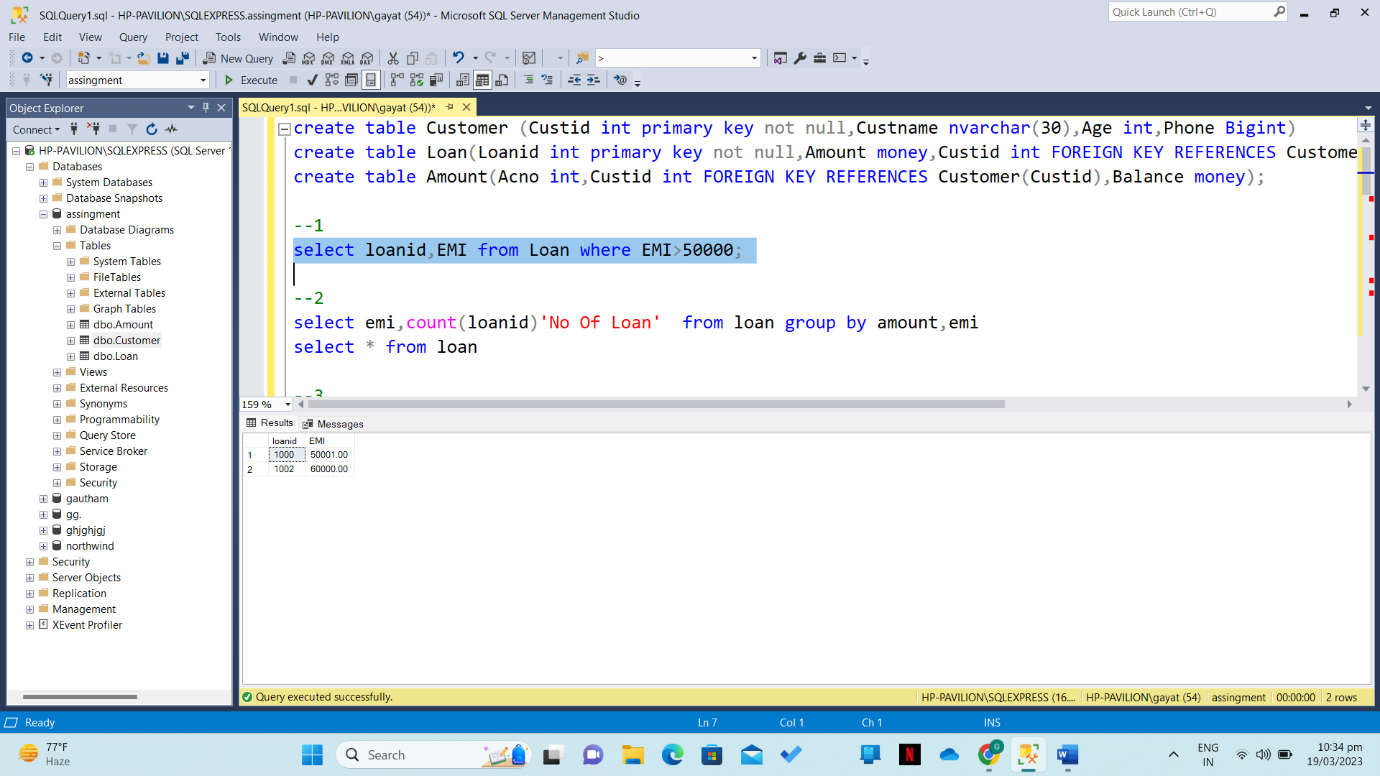 SQLQuery1.sql - HP-PAVILION\SQLEXPRESS.assingment (HP-PAVILION\gayat (54))* - Microsoft SQL Server Management Studio
Quick Launch (Ctrl+Q)
File Edit View Query Project Tools Window Help
New Query
>
assingment
Execute
Object Explorer
Connect
HP-PAVILION\SQLEXPRESS (SQL Server
Databases
System Databases
Database Snapshots
assingment
Database Diagrams
Tables
System Tables
FileTables
External Tables
Graph Tables
dbo.Amount
dbo.Customer
dbo.Loan
Views
External Resources
Synonyms
Programmability
Query Store
Service Broker
Storage
Security
gautham
gg.
ghjghjgj
northwind
Security
Server Objects
Replication
Management
XEvent Profiler
SQLQuery1.sql - HP...VILION\gayat (54))*
create table Customer (Custid int primary key not null,Custname nvarchar(30),Age int,Phone Bigint)
create table Loan(Loanid int primary key not null,Amount money,Custid int FOREIGN KEY REFERENCES Custome
create table Amount(Acno int,Custid int FOREIGN KEY REFERENCES Customer(Custid),Balance money);
--1
select loanid,EMI from Loan where EMI>50000;
--2
select emi,count(loanid)'No Of Loan'  from loan group by amount,emi
select * from loan
--3
159 %
Results Messages
loanid EMI
1 1000 50001.00
2 1002 60000.00
Query executed successfully.
HP-PAVILION\SQLEXPRESS (16.... HP-PAVILION\gayat (54) assingment 00:00:00 2 rows
Ready Ln 7 Col 1 Ch 1 INS
77°F
Haze
Search
ENG
IN
10:34 pm
19/03/2023